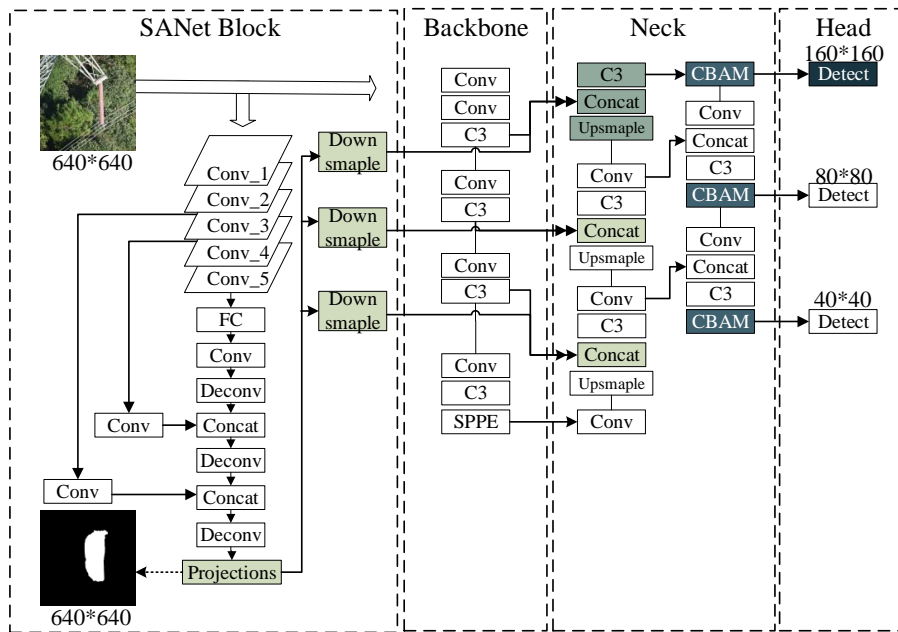 SANet Block
640*640
Conv_1
Conv_2
Conv_3
Conv_4
Conv_5
FC
Conv
Deconv
Conv
Concat
Deconv
Conv
Concat
Deconv
Projections
640*640
Down
smaple
Down
smaple
Down
smaple
Backbone
Conv
Conv
C3
Conv
C3
Conv
C3
Conv
C3
SPPE
Neck
C3
Concat
Upsmaple
Conv
C3
Concat
Upsmaple
Conv
C3
Concat
Upsmaple
Conv
CBAM
Conv
Concat
C3
CBAM
Conv
Concat
C3
CBAM
Head
160*160
Detect
80*80
Detect
40*40
Detect